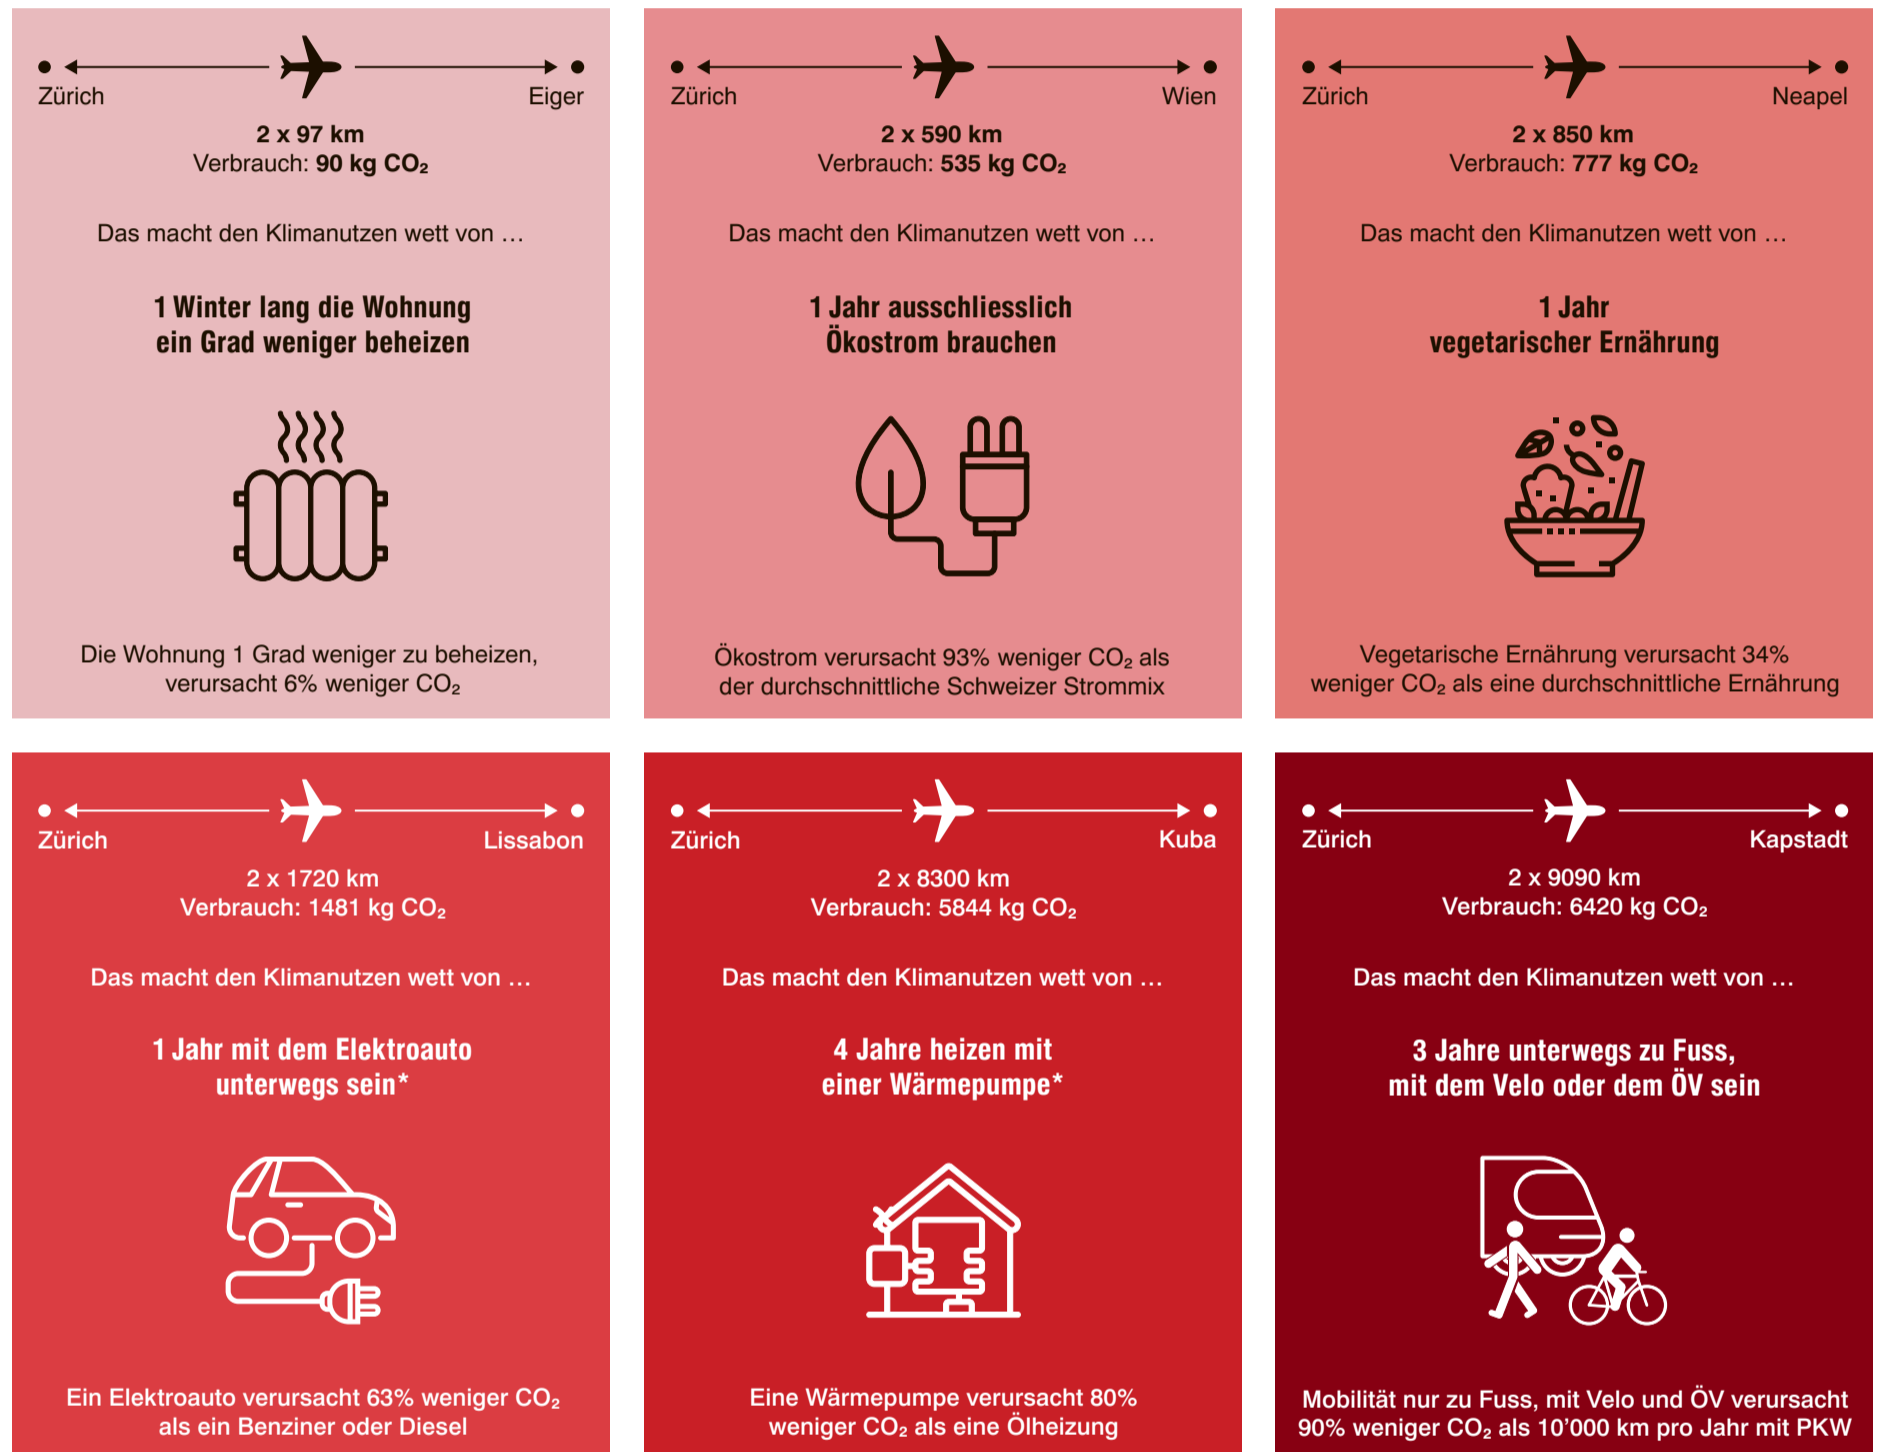 Zürich Eiger
2 x 97 km
Verbrauch: 90 kg CO₂
Das macht den Klimanutzen wett von …
1 Winter lang die Wohnung
ein Grad weniger beheizen
Die Wohnung 1 Grad weniger zu beheizen,
verursacht 6% weniger CO₂
Zürich Wien
2 x 590 km
Verbrauch: 535 kg CO₂
Das macht den Klimanutzen wett von …
1 Jahr ausschliesslich
Ökostrom brauchen
Ökostrom verursacht 93% weniger CO₂ als
der durchschnittliche Schweizer Strommix
Zürich Neapel
2 x 850 km
Verbrauch: 777 kg CO₂
Das macht den Klimanutzen wett von …
1 Jahr
vegetarischer Ernährung
Vegetarische Ernährung verursacht 34%
weniger CO₂ als eine durchschnittliche Ernährung
Zürich Lissabon
2 x 1720 km
Verbrauch: 1481 kg CO₂
Das macht den Klimanutzen wett von …
1 Jahr mit dem Elektroauto
unterwegs sein*
Ein Elektroauto verursacht 63% weniger CO₂
als ein Benziner oder Diesel
Zürich Kuba
2 x 8300 km
Verbrauch: 5844 kg CO₂
Das macht den Klimanutzen wett von …
4 Jahre heizen mit
einer Wärmepumpe*
Eine Wärmepumpe verursacht 80%
weniger CO₂ als eine Ölheizung
Zürich Kapstadt
2 x 9090 km
Verbrauch: 6420 kg CO₂
Das macht den Klimanutzen wett von …
3 Jahre unterwegs zu Fuss,
mit dem Velo oder dem ÖV sein
Mobilität nur zu Fuss, mit Velo und ÖV verursacht
90% weniger CO₂ als 10’000 km pro Jahr mit PKW